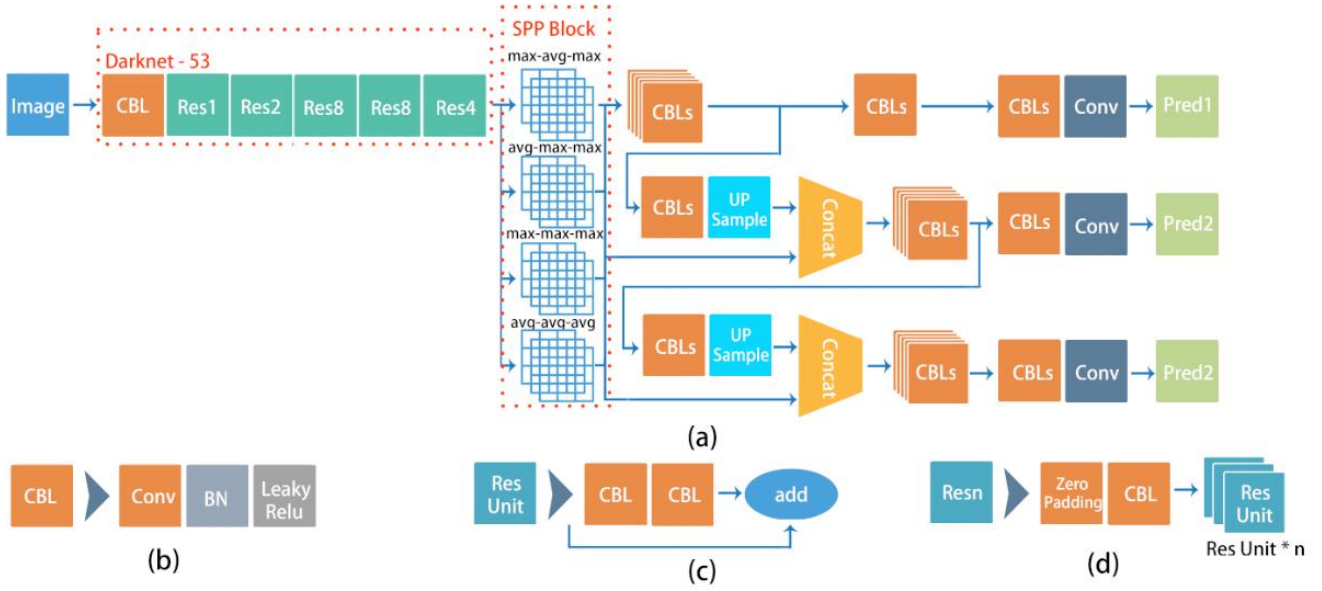 SPP Block
Darknet - 53
max-avg-max
Image
CBL
Res1
Res2
Res8
Res8
Res4
CBLs
CBLs
CBLs
Conv
Pred1
avg-max-max
CBLs
UP
Sample
Concat
CBLs
CBLs
Conv
Pred2
max-max-max
avg-avg-avg
CBLs
UP
Sample
Concat
CBLs
CBLs
Conv
Pred2
(a)
CBL
Conv
BN
Leaky
Relu
(b)
Res
Unit
CBL
CBL
add
(c)
Resn
Zero
Padding
CBL
Res
Unit
Res Unit * n
(d)